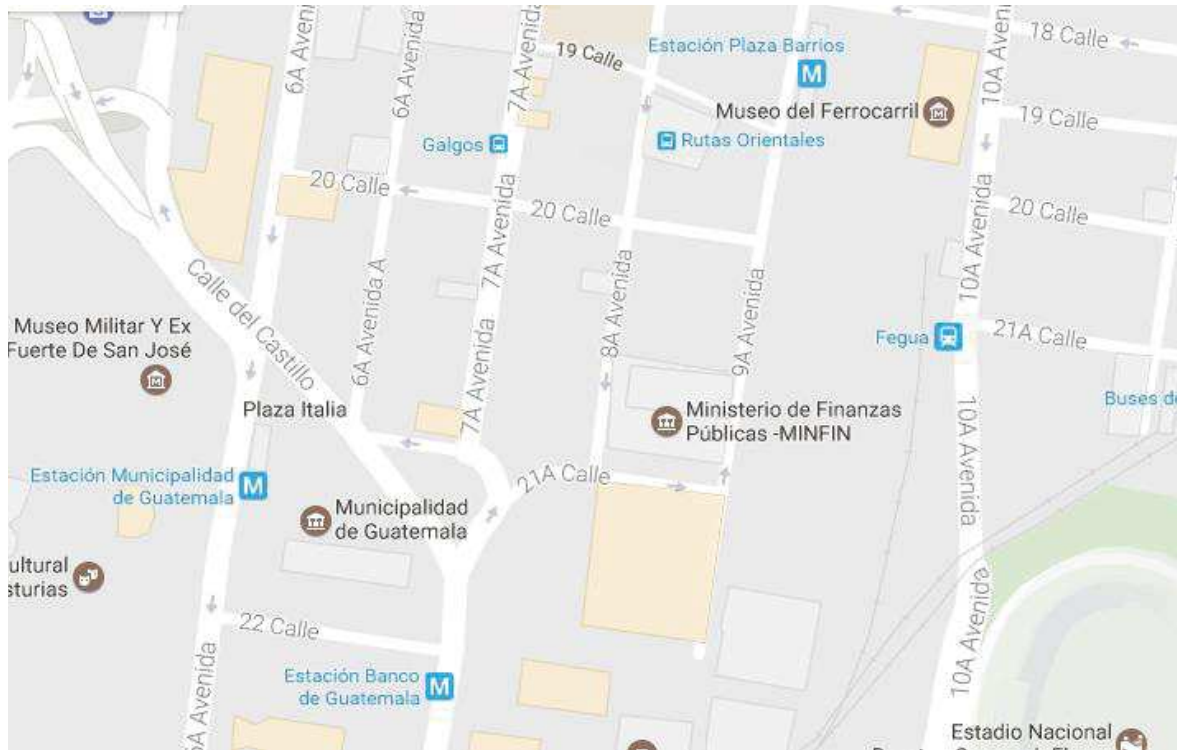 6A Avenida
6A Avenida
7A Avenida
19 Calle
Estación Plaza Barrios
M
18 Calle
10A Avenida
Museo del Ferrocarril
19 Calle
Galgos
Rutas Orientales
20 Calle
20 Calle
20 Calle
10A Avenida
7A Avenida
8A Avenida
9A Avenida
Calle del Castillo
6A Avenida A
Museo Militar Y Ex
Fuerte De San José
Fegua
21A Calle
7A Avenida
Plaza Italia
Ministerio de Finanzas
Públicas -MINFIN
Buses de
10A Avenida
Estación Municipalidad
de Guatemala
M
21A Calle
Municipalidad
de Guatemala
ultural
sturias
22 Calle
10A Avenida
6A Avenida
Estación Banco
de Guatemala
M
Estadio Nacional